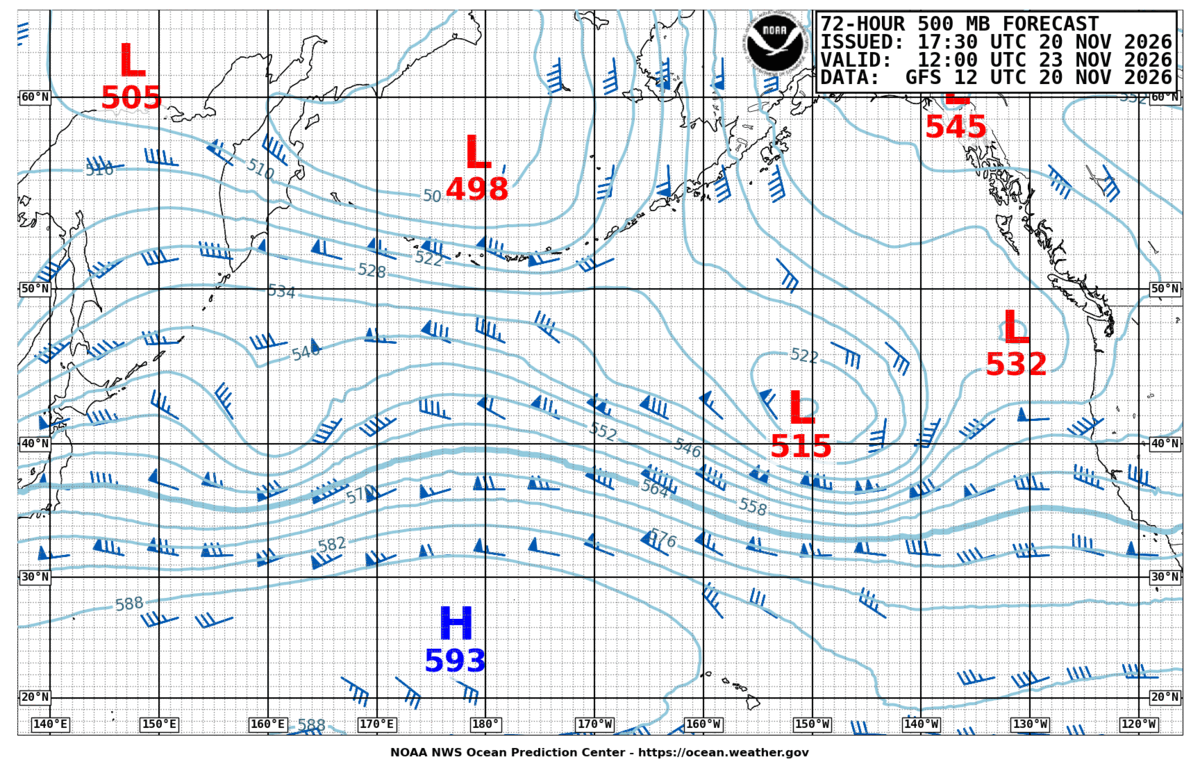 72-HOUR 500 MB FORECAST
ISSUED: 17:30 UTC 20 NOV 2026
VALID: 12:00 UTC 23 NOV 2026
DATA: GFS 12 UTC 20 NOV 2026
NOAA
L
505
60°N
60°N
552
L
545
L
498
516
510
50
522
528
50°N
50°N
534
L
532
546
522
L
515
40°N
40°N
552
546
570
564
558
582
576
30°N
30°N
588
H
593
20°N
20°N
588
140°E
150°E
160°E
170°E
180°
170°W
160°W
150°W
140°W
130°W
120°W
NOAA NWS Ocean Prediction Center - https://ocean.weather.gov